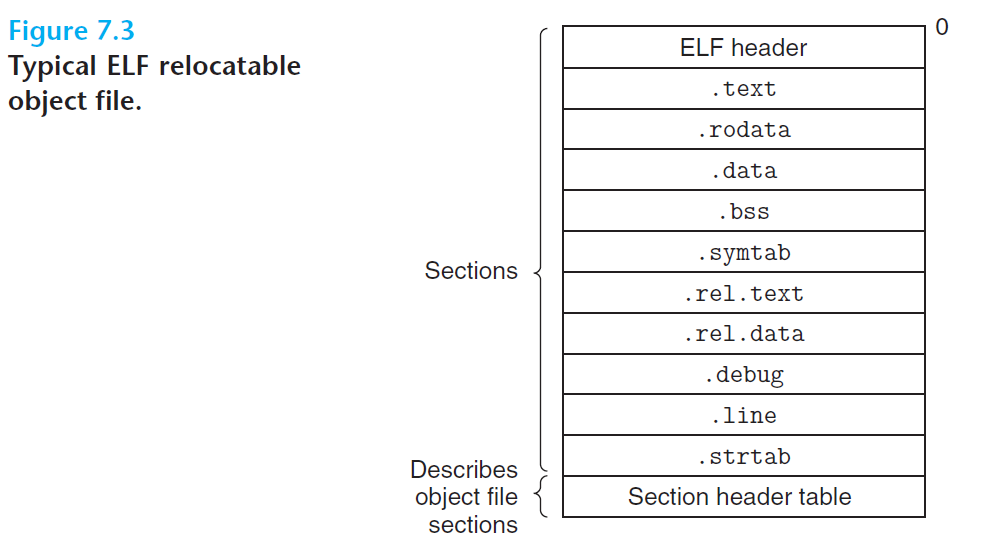 Figure 7.3
Typical ELF relocatable
object file.
0
ELF header
.text
.rodata
.data
.bss
.symtab
.rel.text
.rel.data
.debug
.line
.strtab
Section header table
Sections
Describes
object file
sections